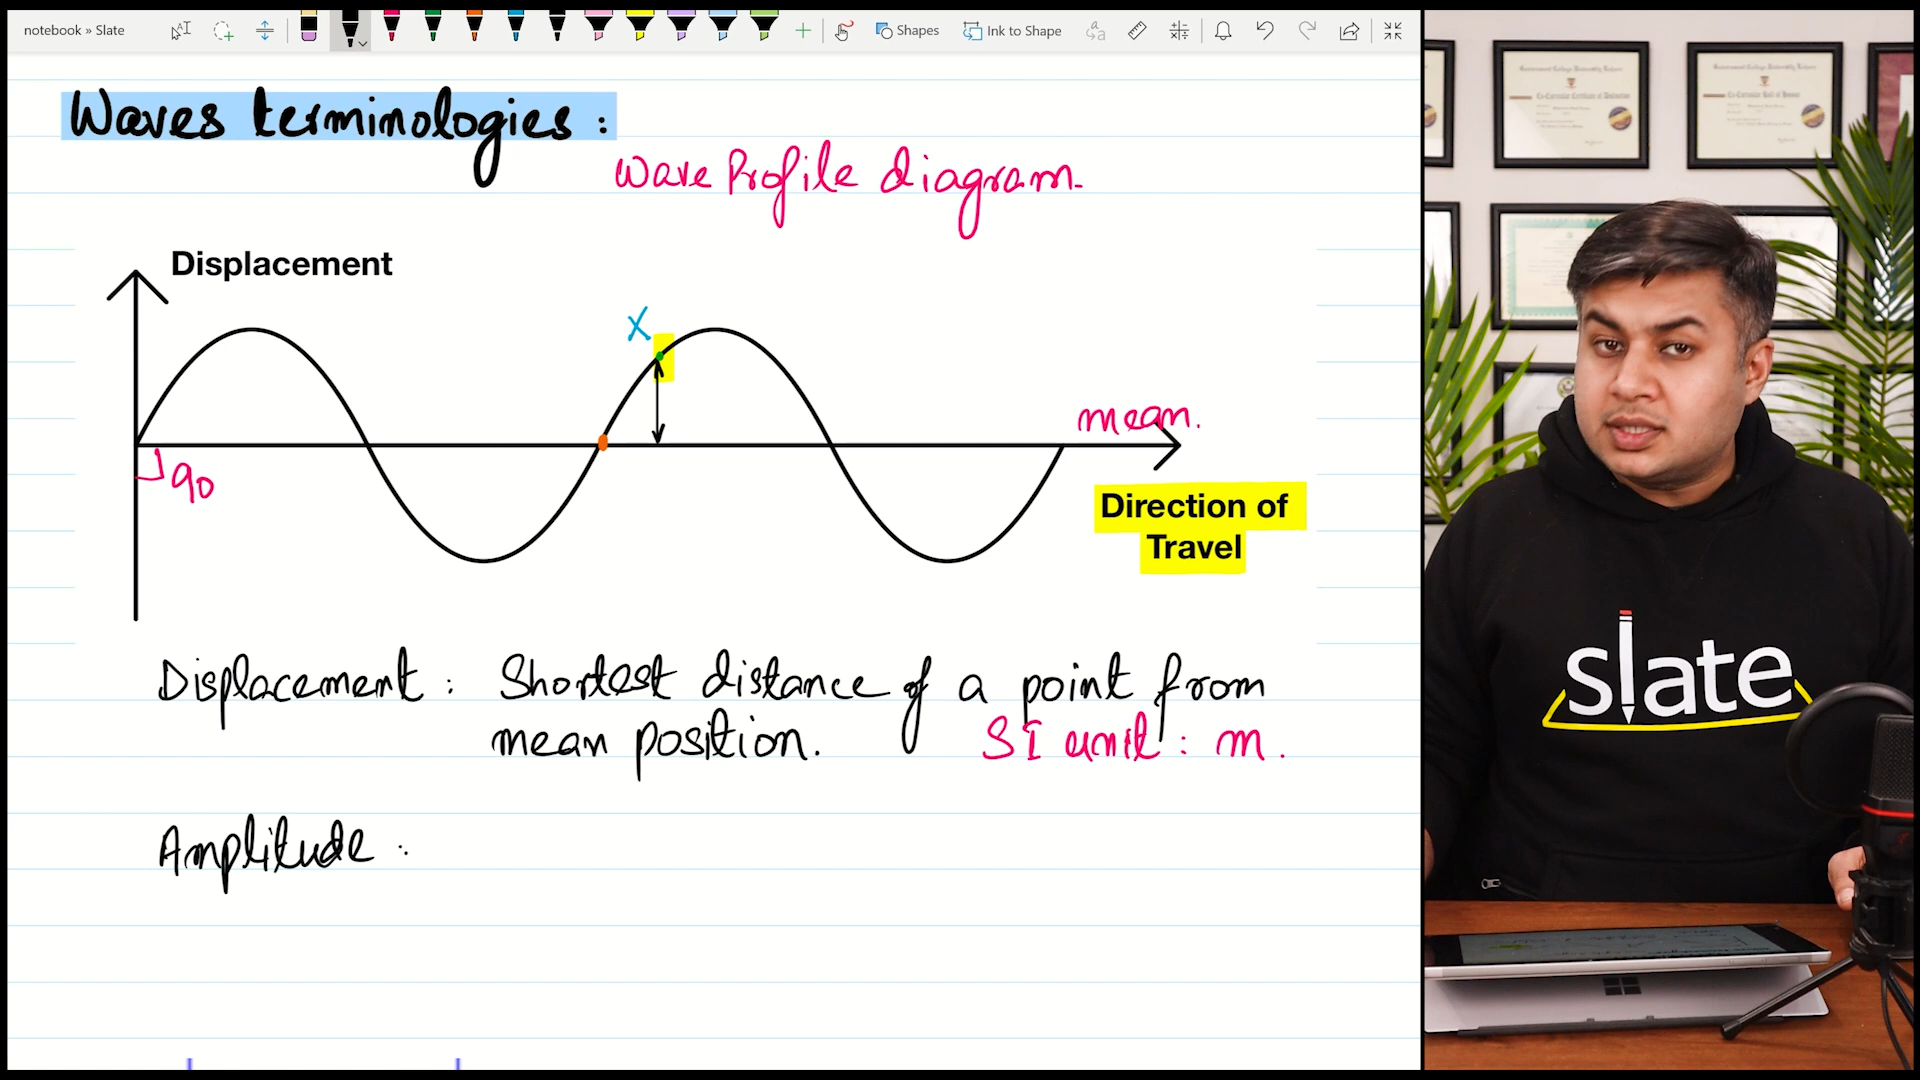 notebook » Slate
Shapes
Ink to Shape
Waves terminologies :
Wave Profile diagram.
Displacement
X
mean.
90
Direction of
Travel
Displacement : Shortest distance of a point from
mean position. SI unit : m.
Amplitude :
slate